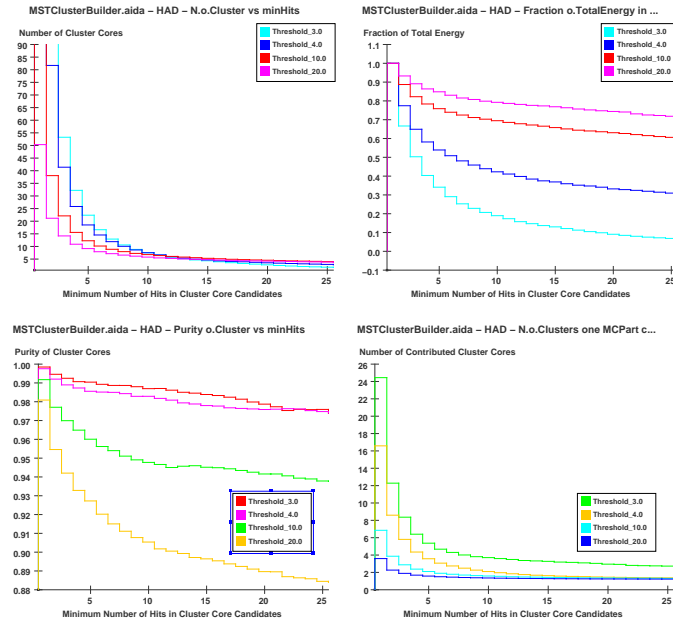 MSTClusterBuilder.aida – HAD – N.o.Cluster vs minHits
Number of Cluster Cores
90
85
80
75
70
65
60
55
50
45
40
35
30
25
20
15
10
5
5
10
15
20
25
Minimum Number of Hits in Cluster Core Candidates
Threshold_3.0
Threshold_4.0
Threshold_10.0
Threshold_20.0
MSTClusterBuilder.aida – HAD – Fraction o.TotalEnergy in ...
Fraction of Total Energy
1.1
1.0
0.9
0.8
0.7
0.6
0.5
0.4
0.3
0.2
0.1
0.0
–0.1
5
10
15
20
25
Minimum Number of Hits in Cluster Core Candidates
Threshold_3.0
Threshold_4.0
Threshold_10.0
Threshold_20.0
MSTClusterBuilder.aida – HAD – Purity o.Cluster vs minHits
Purity of Cluster Cores
1.00
0.99
0.98
0.97
0.96
0.95
0.94
0.93
0.92
0.91
0.90
0.89
0.88
5
10
15
20
25
Minimum Number of Hits in Cluster Core Candidates
Threshold_3.0
Threshold_4.0
Threshold_10.0
Threshold_20.0
MSTClusterBuilder.aida – HAD – N.o.Clusters one MCPart c...
Number of Contributed Cluster Cores
26
24
22
20
18
16
14
12
10
8
6
4
2
0
5
10
15
20
25
Minimum Number of Hits in Cluster Core Candidates
Threshold_3.0
Threshold_4.0
Threshold_10.0
Threshold_20.0